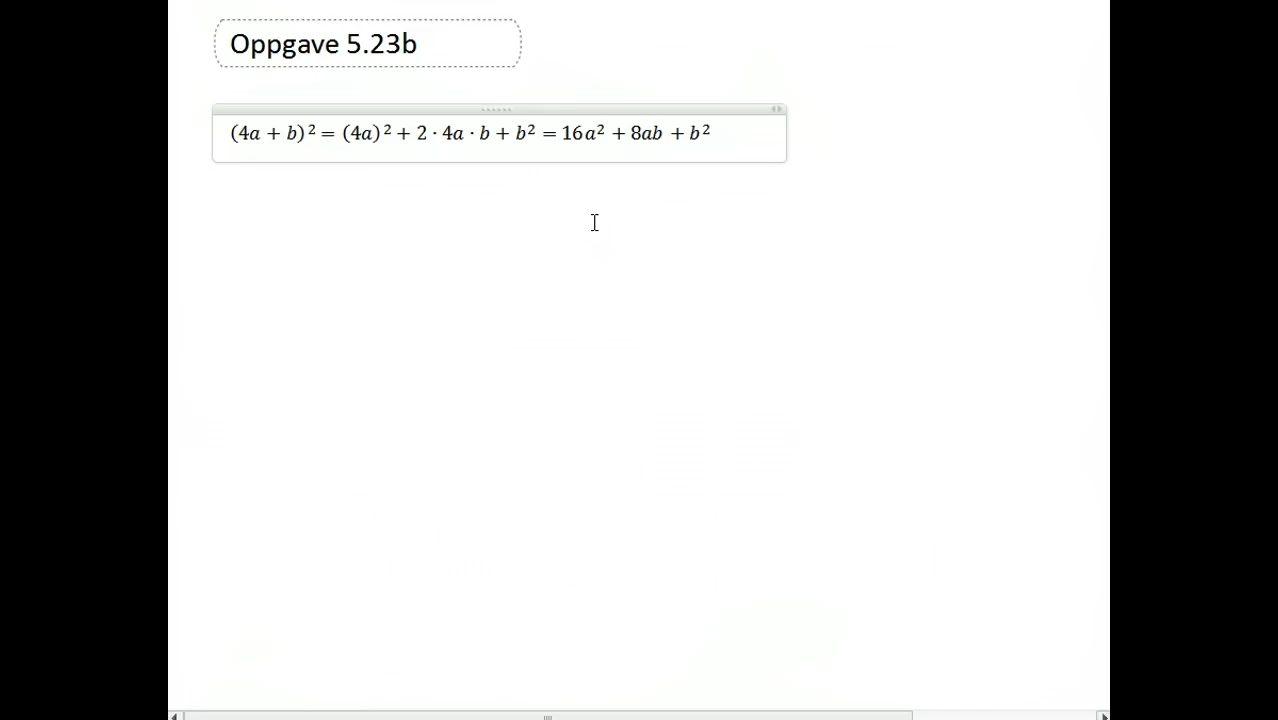 Oppgave 5.23b
(4a + b)² = (4a)² + 2 · 4a · b + b² = 16a² + 8ab + b²